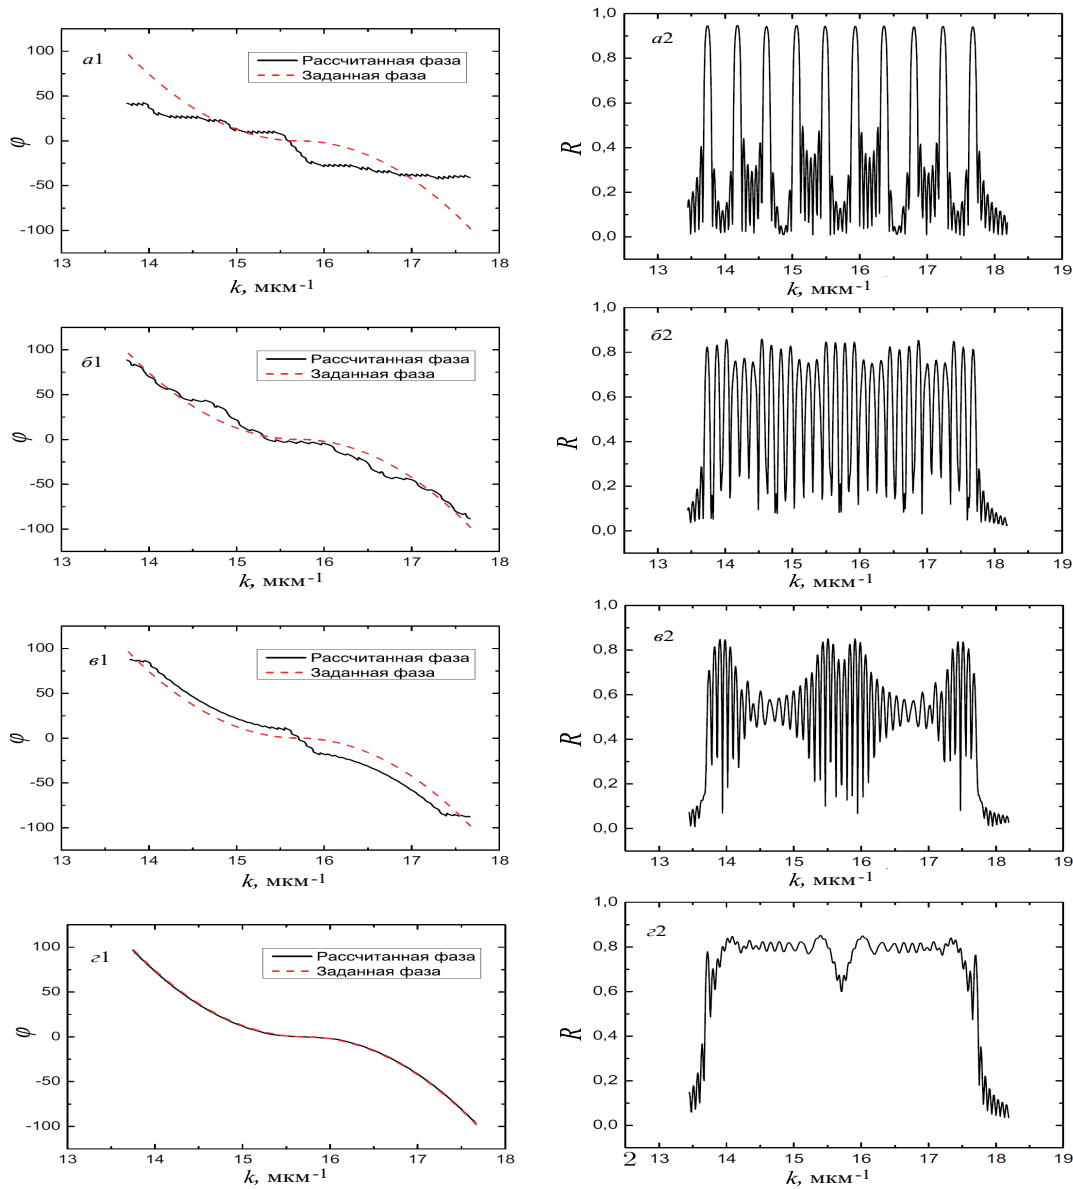 а1
Рассчитанная фаза
Заданная фаза
100
50
0
-50
-100
φ
13 14 15 16 17 18
k, мкм-1
а2
1,0
0,8
0,6
0,4
0,2
0,0
R
13 14 15 16 17 18 19
k, мкм-1
б1
Рассчитанная фаза
Заданная фаза
100
50
0
-50
-100
φ
13 14 15 16 17 18
k, мкм-1
б2
1,0
0,8
0,6
0,4
0,2
0,0
R
13 14 15 16 17 18 19
k, мкм-1
в1
Рассчитанная фаза
Заданная фаза
100
50
0
-50
-100
φ
13 14 15 16 17 18
k, мкм-1
в2
1,0
0,8
0,6
0,4
0,2
0,0
R
13 14 15 16 17 18 19
k, мкм-1
г1
Рассчитанная фаза
Заданная фаза
100
50
0
-50
-100
φ
13 14 15 16 17 18
k, мкм-1
г2
1,0
0,8
0,6
0,4
0,2
0,0
R
2 13 14 15 16 17 18 19
k, мкм-1